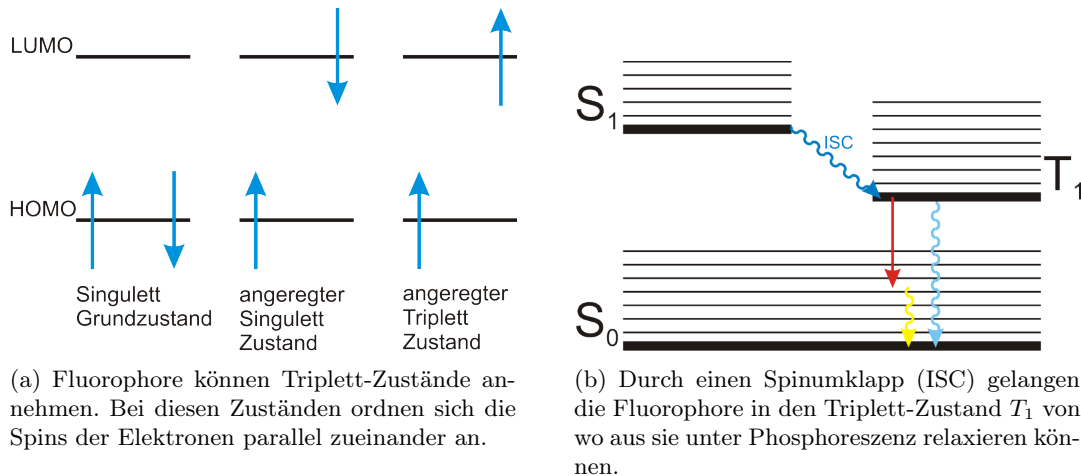 LUMO
HOMO
Singulett
Grundzustand
angeregter
Singulett
Zustand
angeregter
Triplett
Zustand
(a) Fluorophore können Triplett-Zustände an-
nehmen. Bei diesen Zuständen ordnen sich die
Spins der Elektronen parallel zueinander an.
S1
ISC
T1
S0
(b) Durch einen Spinumklapp (ISC) gelangen
die Fluorophore in den Triplett-Zustand T1 von
wo aus sie unter Phosphoreszenz relaxieren kön-
nen.